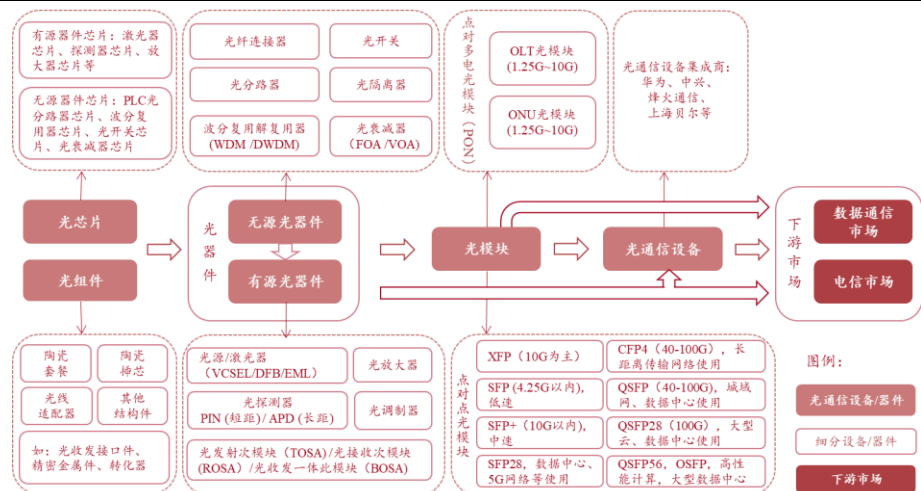 有源器件芯片：激光器
芯片、探测器芯片、放
大器芯片等
无源器件芯片：PLC光
分路器芯片、波分复
用器芯片、光开关芯
片、光衰减器芯片
光纤连接器
光开关
光分路器
光隔离器
波分复用解复用器
(WDM /DWDM)
光衰减器
（FOA /VOA)
点对多电光模块（PON）
OLT光模块
(1.25G~10G)
ONU光模块
(1.25G~10G)
光通信设备集成商：
华为、中兴、
烽火通信、
上海贝尔等
光芯片
光组件
光器件
无源光器件
有源光器件
光模块
光通信设备
下游市场
数据通信
市场
电信市场
陶瓷
套餐
陶瓷
插芯
光线
适配器
其他
结构件
如：光收发接口件、
精密金属件、转化器
光源/激光器
（VCSEL/DFB/EML)
光放大器
光探测器
PIN (短距)/ APD (长距)
光调制器
光发射次模块（TOSA) /光接收次模块
(ROSA）/光收发一体此模块（BOSA)
点对点光模块
XFP（10G为主）
SFP (4.25G以内),
低速
SFP+（10G以内),
中速
SFP28，数据中心、
5G网络等使用
CFP4（40-100G），长
距离传输网络使用
QSFP（40-100G),城域
网、数据中心使用
QSFP28（100G），大型
云、数据中心使用
QSFP56，OSFP，高性
能计算，大型数据中心
图例：
光通信设备/器件
细分设备/器件
下游市场